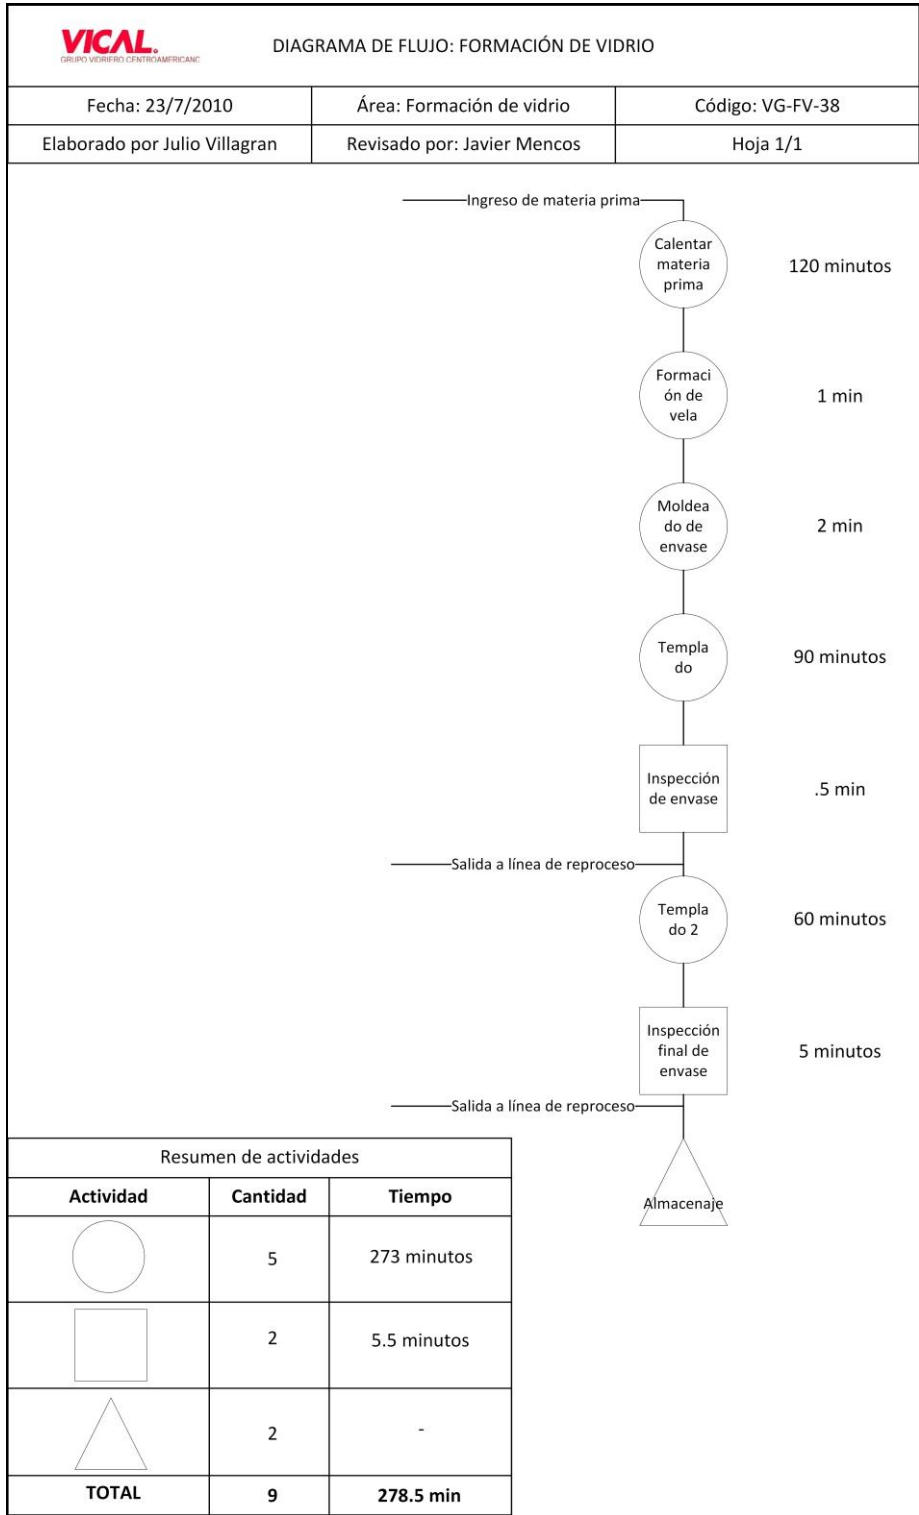 VICAL.
GRUPO VIDRIERO CENTROAMERICANO
DIAGRAMA DE FLUJO: FORMACIÓN DE VIDRIO
Fecha: 23/7/2010
Área: Formación de vidrio
Código: VG-FV-38
Elaborado por Julio Villagran
Revisado por: Javier Mencos
Hoja 1/1
Ingreso de materia prima
Calentar
materia
prima
120 minutos
Formaci
ón de
vela
1 min
Moldea
do de
envase
2 min
Templa
do
90 minutos
Inspección
de envase
.5 min
Salida a línea de reproceso
Templa
do 2
60 minutos
Inspección
final de
envase
5 minutos
Salida a línea de reproceso
Almacenaje
Resumen de actividades
Actividad
Cantidad
Tiempo
5
273 minutos
2
5.5 minutos
2
-
TOTAL
9
278.5 min